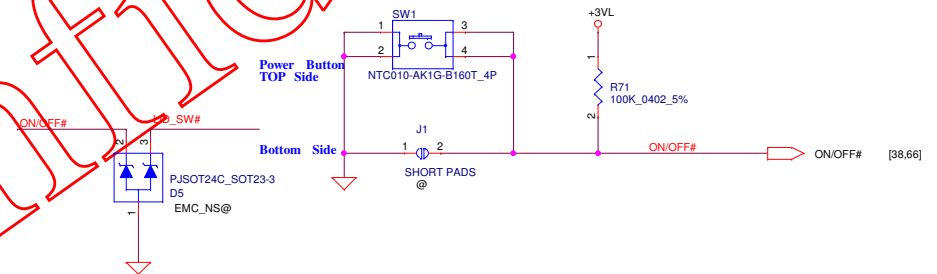 SW1
+3VL
1
3
2
4
Power Button
TOP Side
NTC010-AK1G-B160T_4P
1
R71
100K_0402_5%
2
ON/OFF#
_SW#
2
3
J1
Bottom Side
1
2
ON/OFF#
ON/OFF#
[38,66]
SHORT PADS
@
PJSOT24C_SOT23-3
D5
EMC_NS@
1